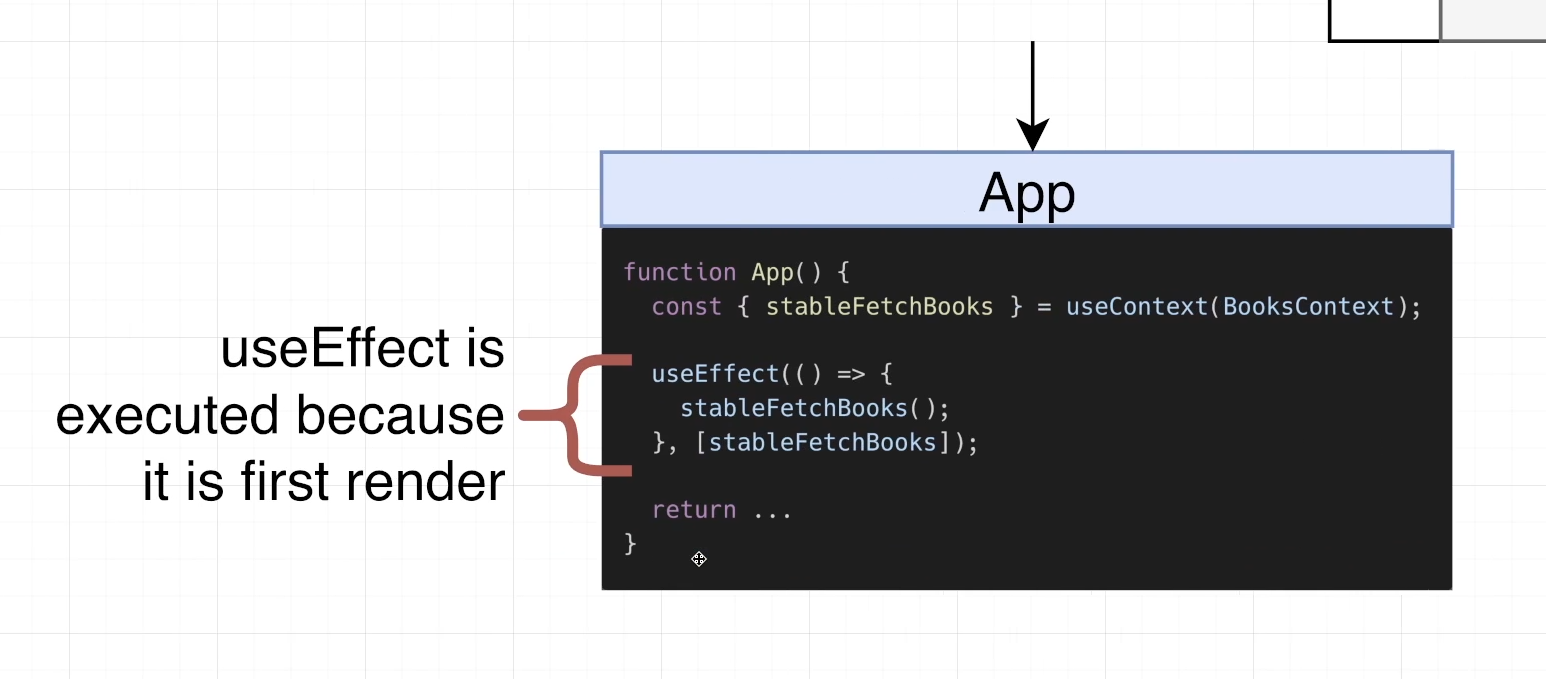 App
function App() {
const { stableFetchBooks } = useContext(BooksContext);
useEffect(() => {
stableFetchBooks();
}, [stableFetchBooks]);
return ...
}
useEffect is
executed because
it is first render